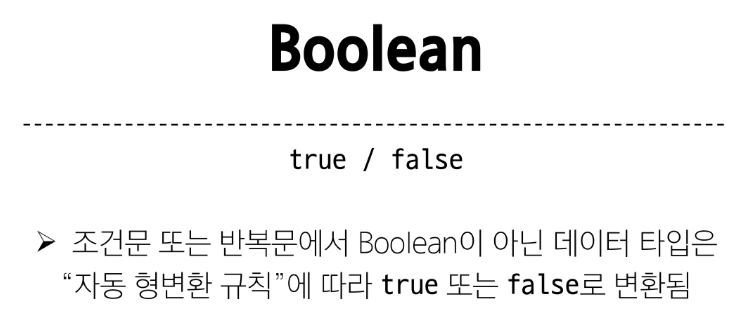 Boolean
true / false
➤ 조건문 또는 반복문에서 Boolean이 아닌 데이터 타입은
“자동 형변환 규칙”에 따라 true 또는 false로 변환됨